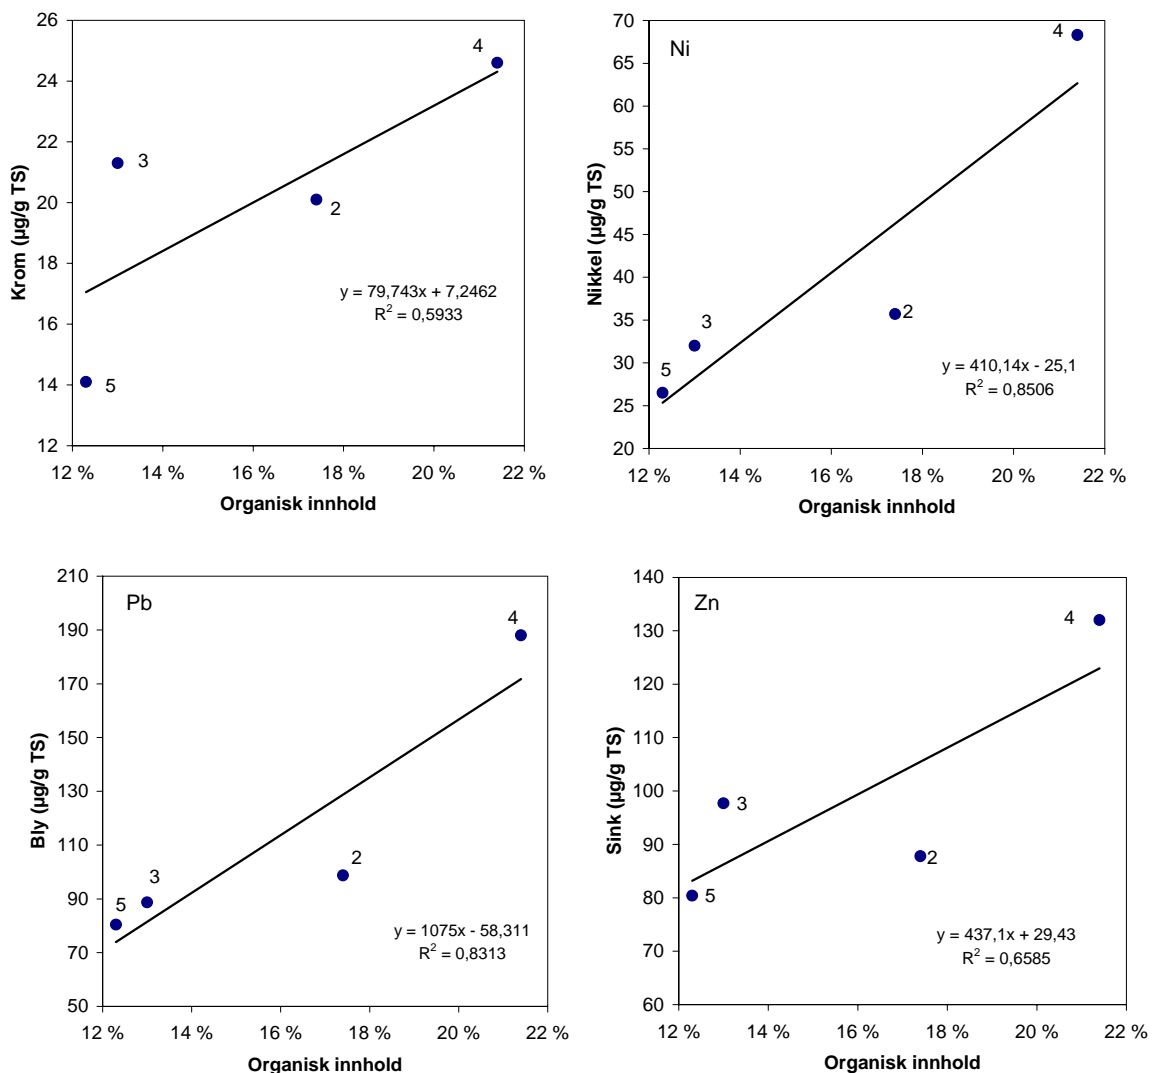 26
24
22
20
18
16
14
12
Krom (µg/g TS)
4
3
2
5
y = 79,743x + 7,2462
R² = 0,5933
12 % 14 % 16 % 18 % 20 % 22 %
Organisk innhold
70
65
60
55
50
45
40
35
30
25
20
Nikkel (µg/g TS)
Ni
4
3
2
5
y = 410,14x - 25,1
R² = 0,8506
12 % 14 % 16 % 18 % 20 % 22 %
Organisk innhold
210
190
170
150
130
110
90
70
50
Bly (µg/g TS)
Pb
4
2
3
5
y = 1075x - 58,311
R² = 0,8313
12 % 14 % 16 % 18 % 20 % 22 %
Organisk innhold
140
130
120
110
100
90
80
70
60
Sink (µg/g TS)
Zn
4
3
2
5
y = 437,1x + 29,43
R² = 0,6585
12 % 14 % 16 % 18 % 20 % 22 %
Organisk innhold